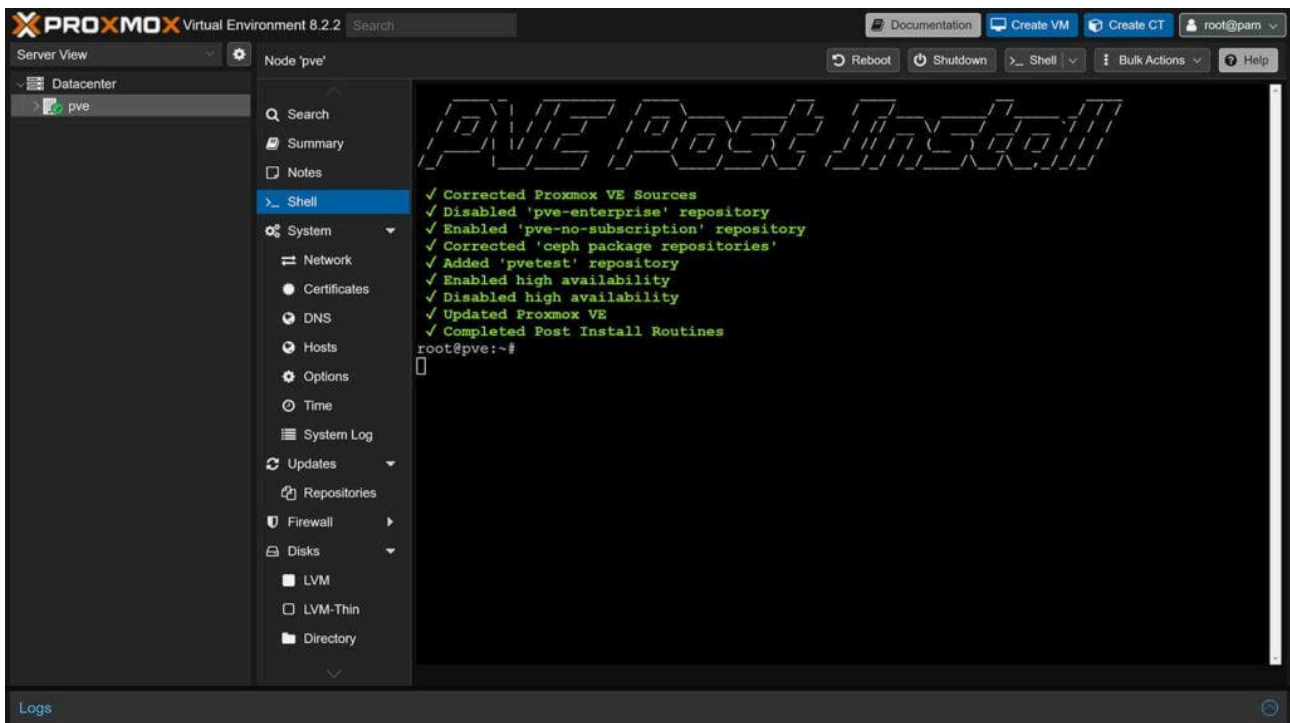 PROXMOX Virtual Environment 8.2.2 Search
Documentation Create VM Create CT root@pam
Server View
Node 'pve'
Reboot Shutdown >_ Shell Bulk Actions Help
Datacenter
pve
Search
Summary
Notes
>_ Shell
System
Network
Certificates
DNS
Hosts
Options
Time
System Log
Updates
Repositories
Firewall
Disks
LVM
LVM-Thin
Directory
PVE Post Install
✓ Corrected Proxmox VE Sources
✓ Disabled 'pve-enterprise' repository
✓ Enabled 'pve-no-subscription' repository
✓ Corrected 'ceph package repositories'
✓ Added 'pvetest' repository
✓ Enabled high availability
✓ Disabled high availability
✓ Updated Proxmox VE
✓ Completed Post Install Routines
root@pve:~#
Logs